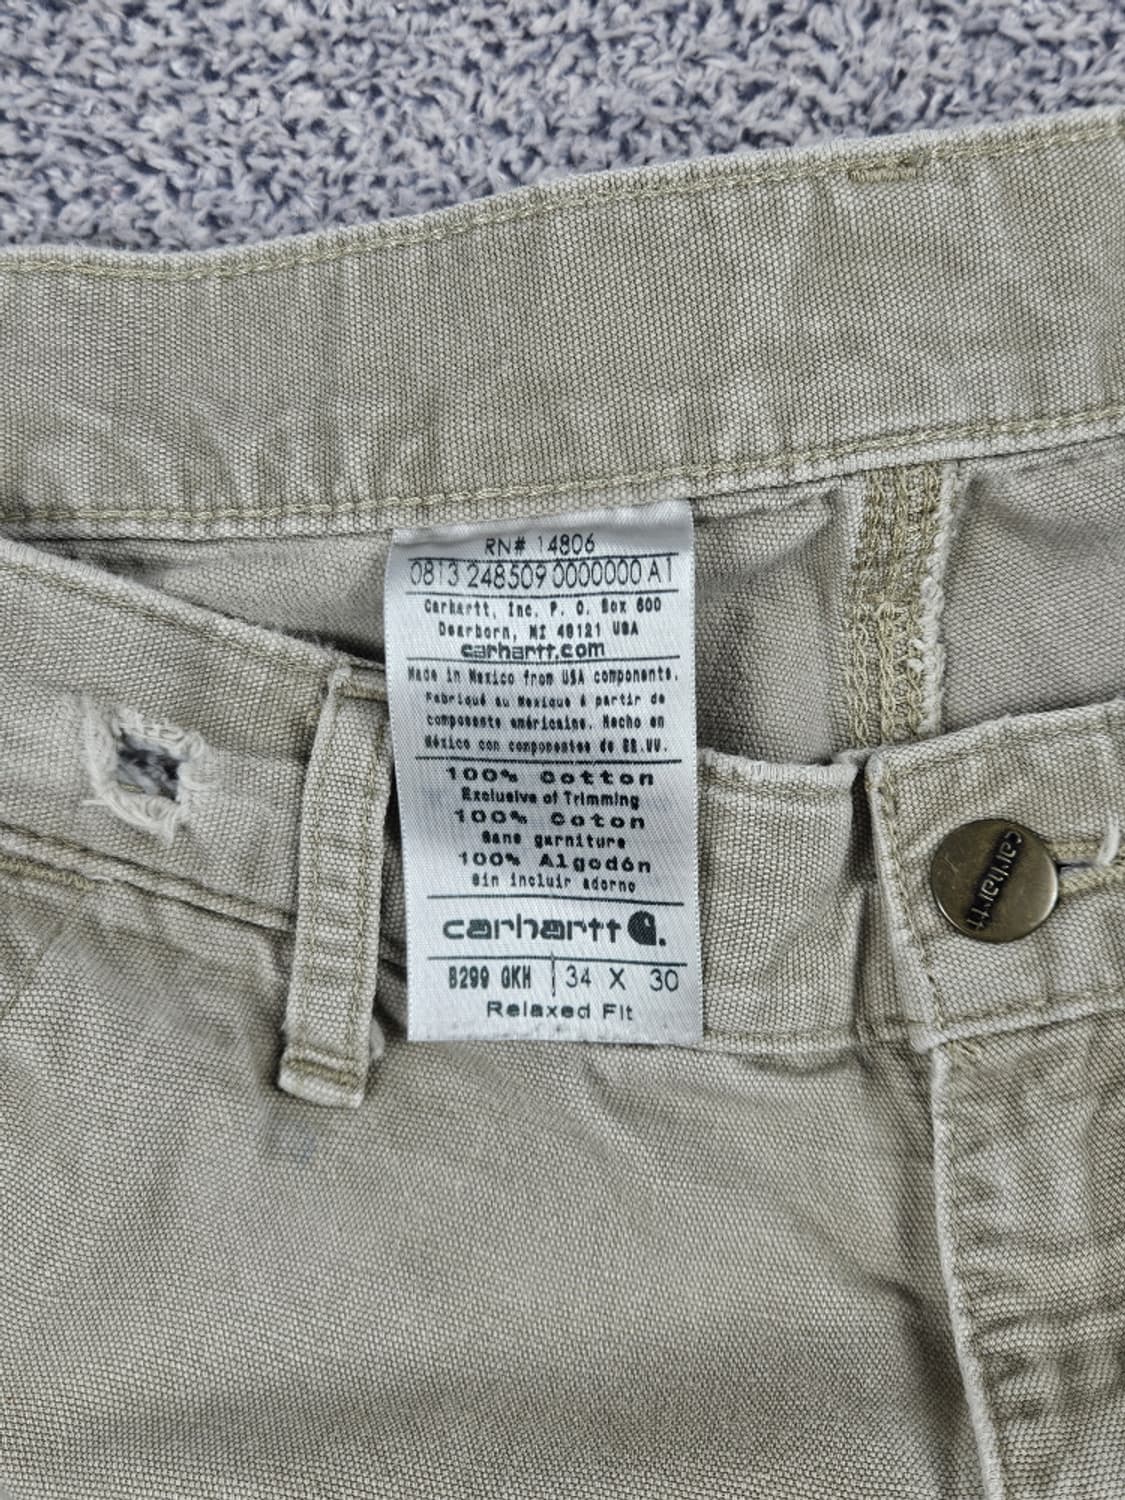 RN# 14806
0813 248509 0000000 A1
Carhartt, Inc. P. O. Box 600
Dearborn, MI 48121 USA
carhartt.com
Made in Mexico from USA components.
Fabriqué au Mexique á partir de
composants américains. Hecho en
México con componentes de EE.UU.
100% Cotton
Exclusive of Trimming
100% Coton
Sans garniture
100% Algodón
Sin incluir adorno
carhartt
B299 GKH | 34 X 30
Relaxed Fit
carhartt